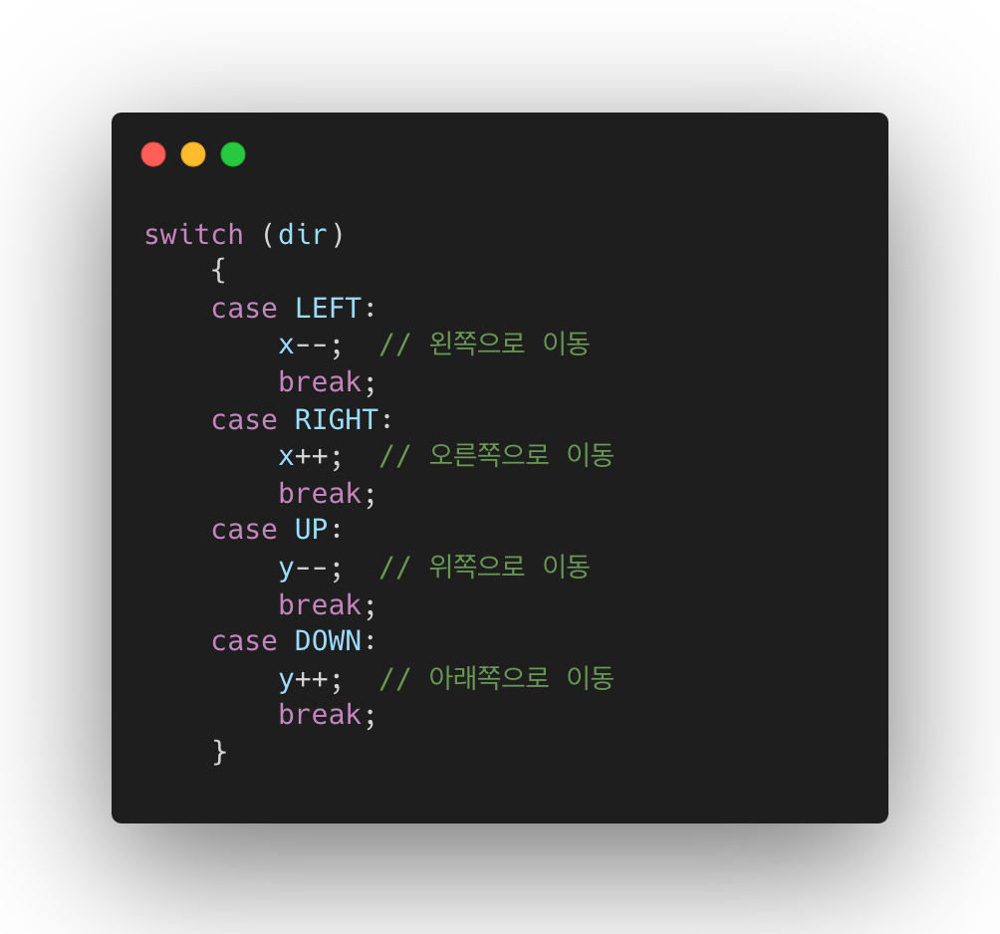 switch (dir)
    {
    case LEFT:
        x--;  // 왼쪽으로 이동
        break;
    case RIGHT:
        x++;  // 오른쪽으로 이동
        break;
    case UP:
        y--;  // 위쪽으로 이동
        break;
    case DOWN:
        y++;  // 아래쪽으로 이동
        break;
    }